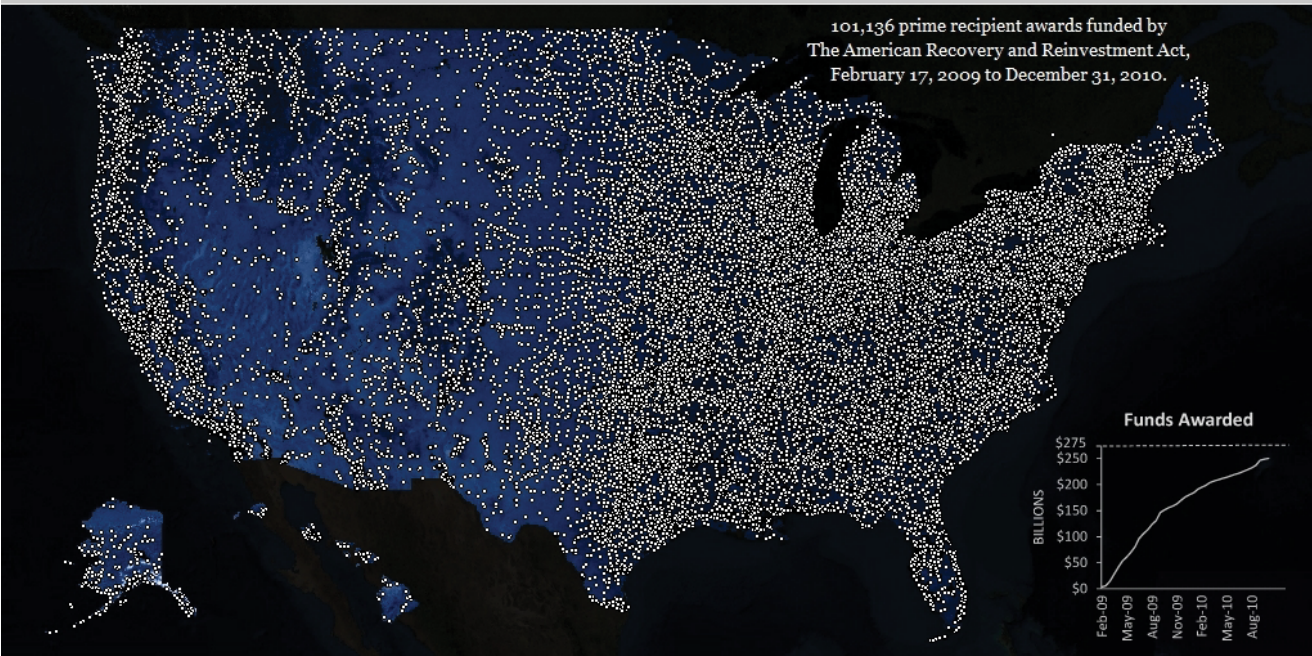 101,136 prime recipient awards funded by
The American Recovery and Reinvestment Act,
February 17, 2009 to December 31, 2010.
Funds Awarded
$275
$250
$200
$150
$100
$50
$0
BILLIONS
Feb-09
May-09
Aug-09
Nov-09
Feb-10
May-10
Aug-10